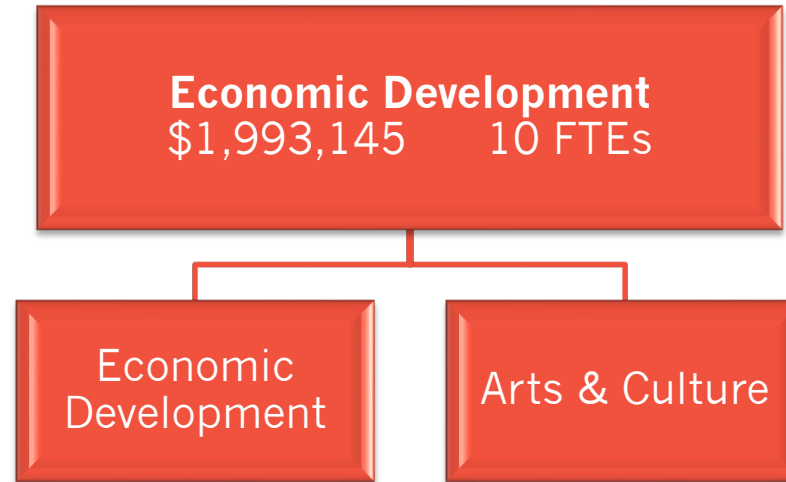 Economic Development
$1,993,145 10 FTEs
Economic
Development
Arts & Culture